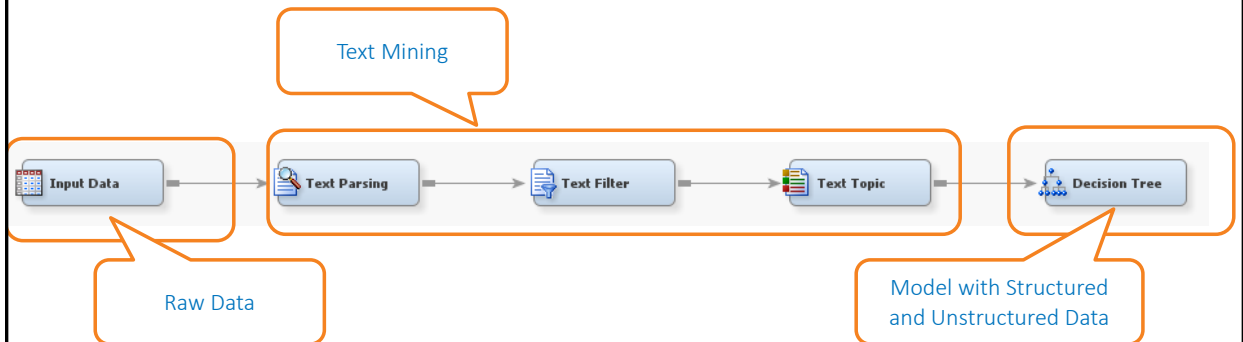 Text Mining
Input Data
Text Parsing
Text Filter
Text Topic
Decision Tree
Raw Data
Model with Structured
and Unstructured Data